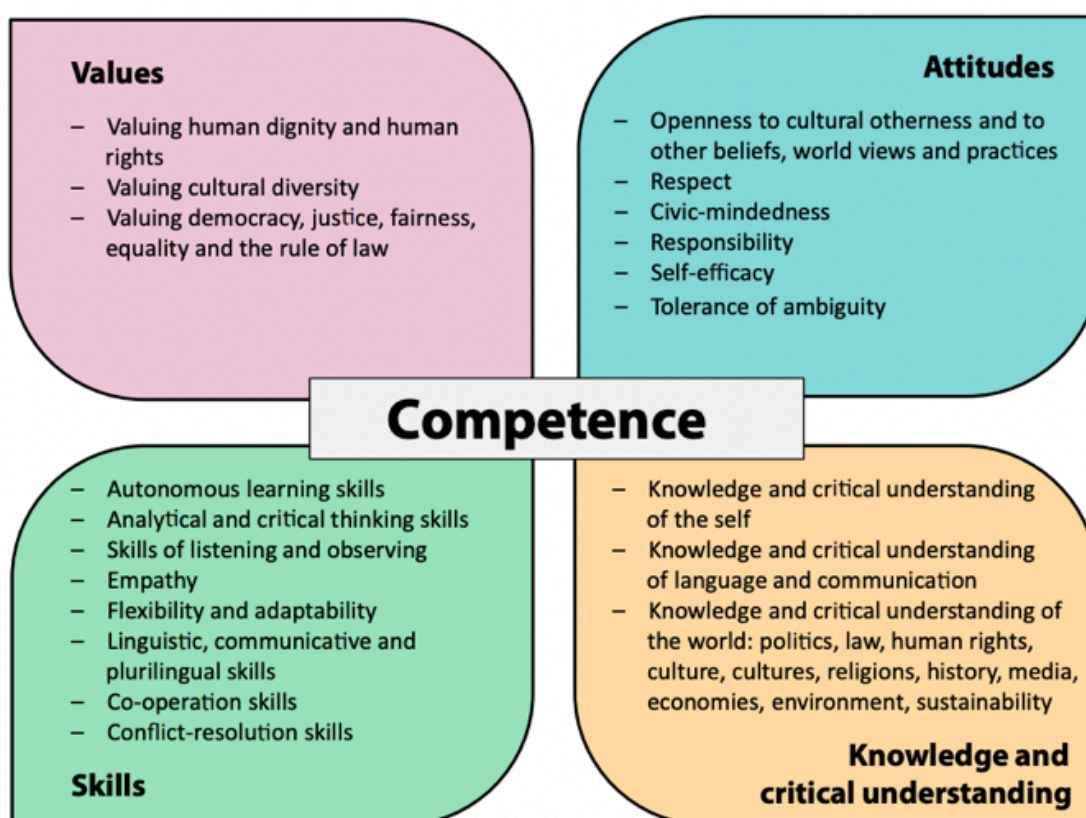 Values
– Valuing human dignity and human
rights
– Valuing cultural diversity
– Valuing democracy, justice, fairness,
equality and the rule of law
Attitudes
– Openness to cultural otherness and to
other beliefs, world views and practices
– Respect
– Civic-mindedness
– Responsibility
– Self-efficacy
– Tolerance of ambiguity
Competence
– Autonomous learning skills
– Analytical and critical thinking skills
– Skills of listening and observing
– Empathy
– Flexibility and adaptability
– Linguistic, communicative and
plurilingual skills
– Co-operation skills
– Conflict-resolution skills
Skills
– Knowledge and critical understanding
of the self
– Knowledge and critical understanding
of language and communication
– Knowledge and critical understanding of
the world: politics, law, human rights,
culture, cultures, religions, history, media,
economies, environment, sustainability
Knowledge and
critical understanding